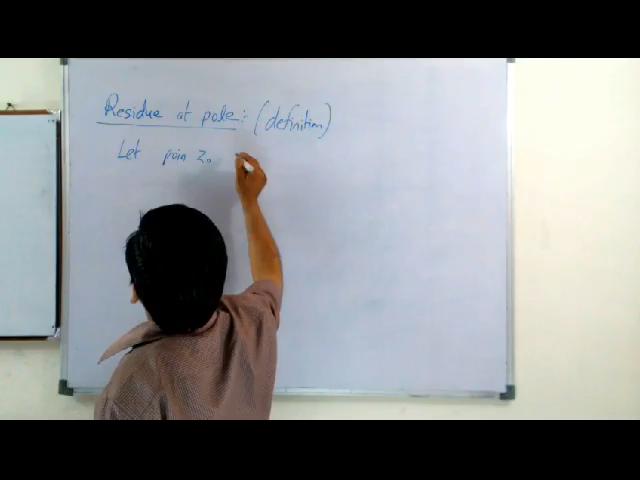 Residue at pole: (definition)
Let poin z₀